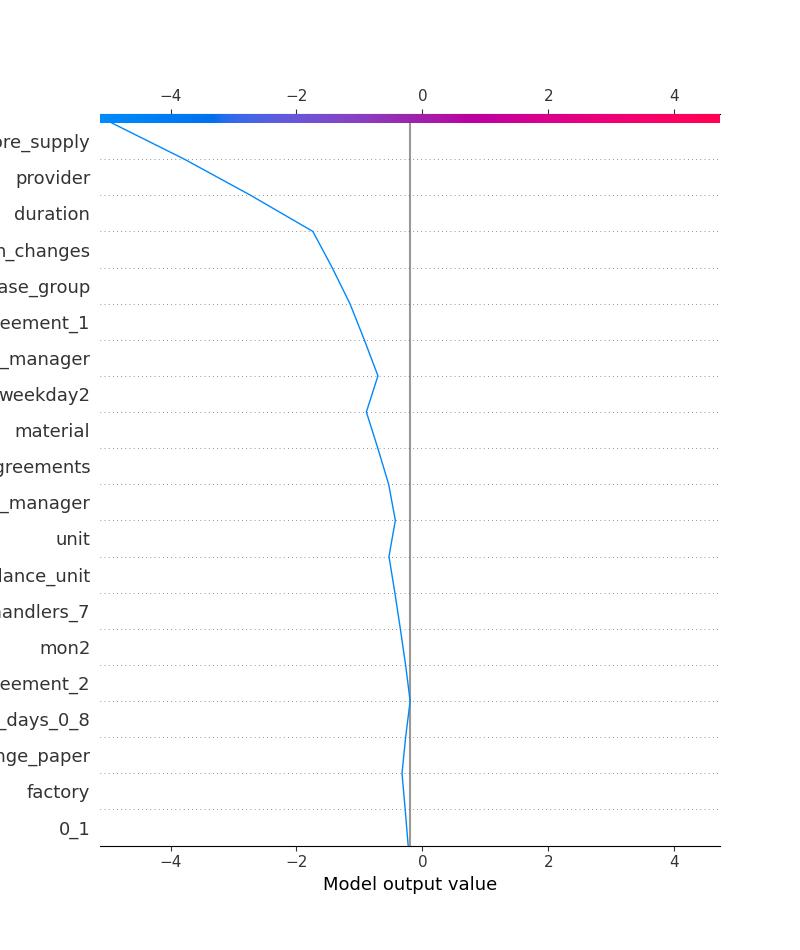 −4 −2 0 2 4
ore_supply
provider
duration
n_changes
ase_group
eement_1
_manager
weekday2
material
greements
_manager
unit
lance_unit
handlers_7
mon2
eement_2
_days_0_8
nge_paper
factory
0_1
−4 −2 0 2 4
Model output value